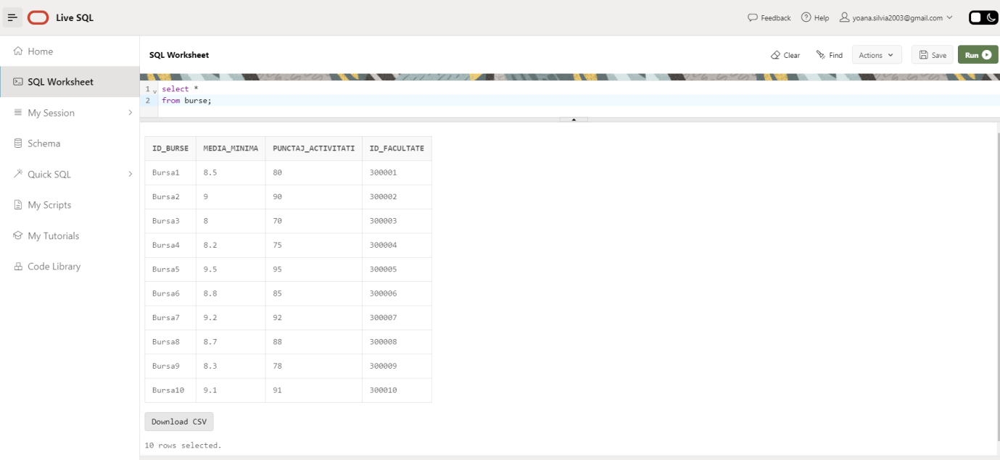 Live SQL
Feedback Help yoana.silvia2003@gmail.com
Home
SQL Worksheet
My Session
Schema
Quick SQL
My Scripts
My Tutorials
Code Library
SQL Worksheet
Clear Find Actions Save Run
1 select *
2 from burse;
ID_BURSE MEDIA_MINIMA PUNCTAJ_ACTIVITATI ID_FACULTATE
Bursa1 8.5 80 300001
Bursa2 9 90 300002
Bursa3 8 70 300003
Bursa4 8.2 75 300004
Bursa5 9.5 95 300005
Bursa6 8.8 85 300006
Bursa7 9.2 92 300007
Bursa8 8.7 88 300008
Bursa9 8.3 78 300009
Bursa10 9.1 91 300010
Download CSV
10 rows selected.